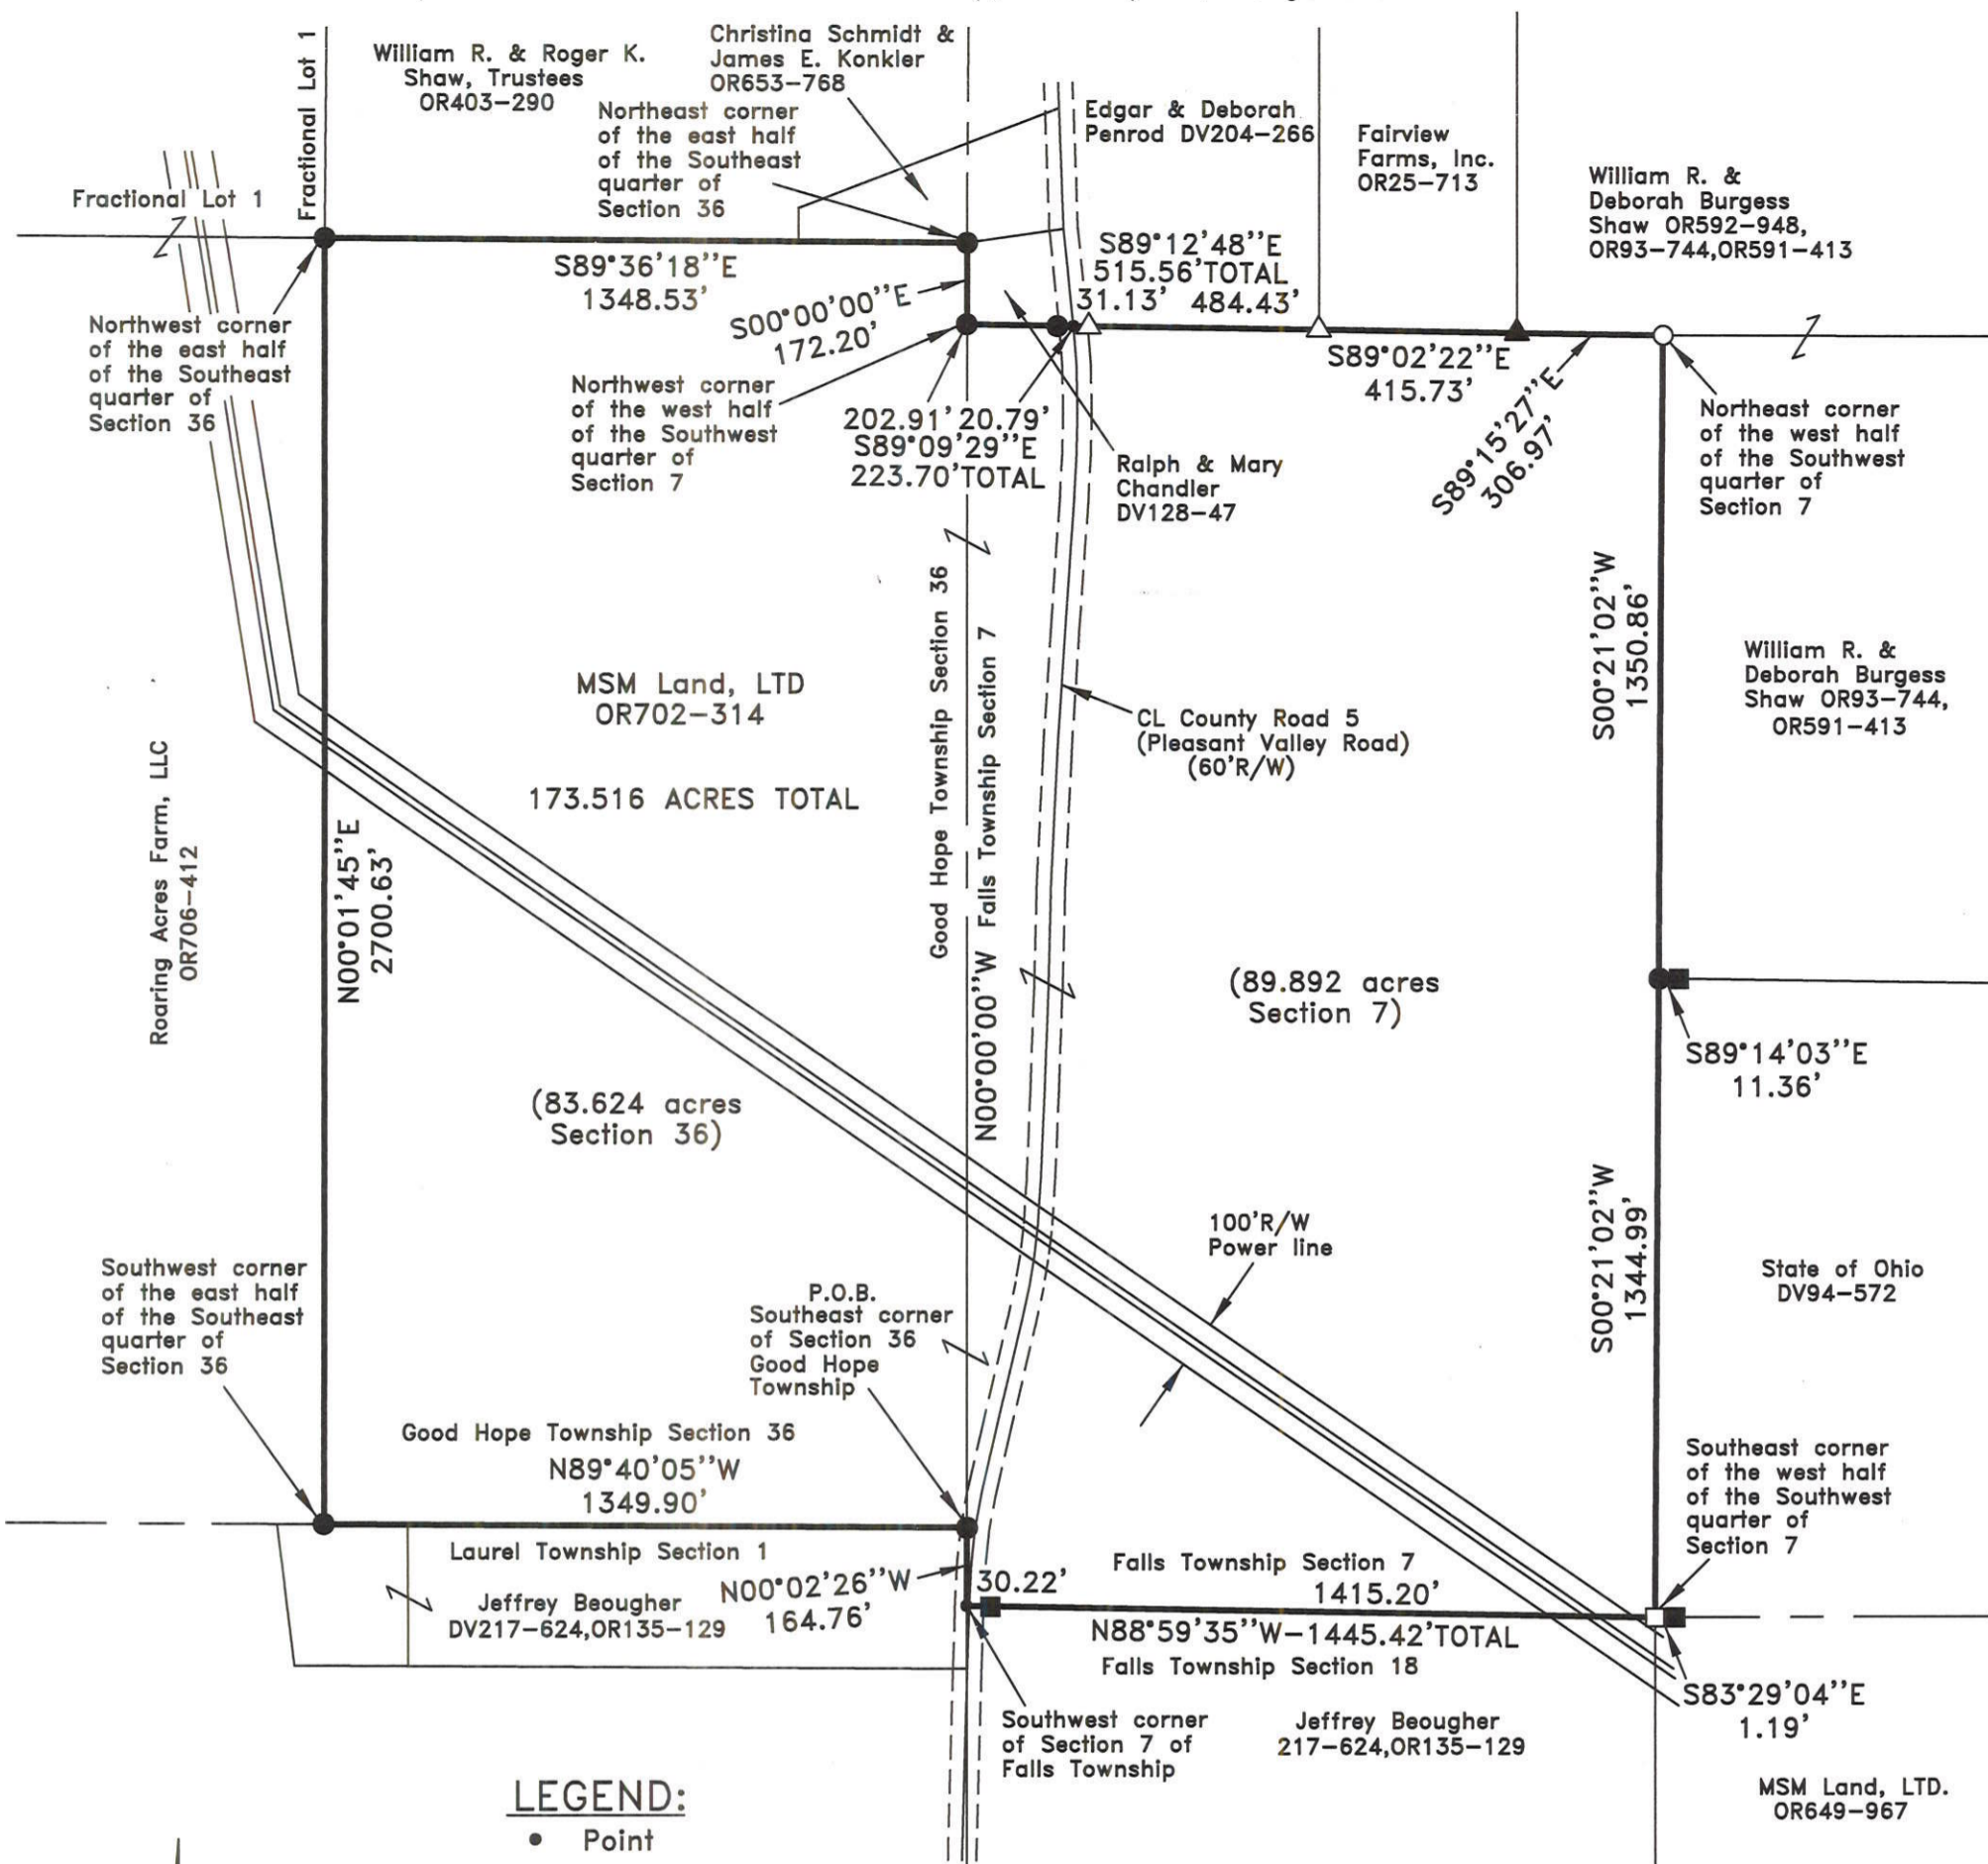 Fractional Lot 1
William R. & Roger K.
Shaw, Trustees
OR403-290
Christina Schmidt &
James E. Konkler
OR653-768
Northeast corner
of the east half
of the Southeast
quarter of
Section 36
Edgar & Deborah
Penrod DV204-266
Fairview
Farms, Inc.
OR25-713
William R. &
Deborah Burgess
Shaw OR592-948,
OR93-744,OR591-413
Fractional Lot 1
S89°36'18''E
1348.53'
S00°00'00''E
172.20'
S89°12'48''E
515.56'TOTAL
31.13' 484.43'
Northwest corner
of the east half
of the Southeast
quarter of
Section 36
Northwest corner
of the west half
of the Southwest
quarter of
Section 7
202.91' 20.79'
S89°09'29''E
223.70'TOTAL
S89°02'22''E
415.73'
S89°15'27''E
306.97'
Northeast corner
of the west half
of the Southwest
quarter of
Section 7
Ralph & Mary
Chandler
DV128-47
Good Hope Township Section 36
N00°00'00''W Falls Township Section 7
S00°21'02''W
1350.86'
William R. &
Deborah Burgess
Shaw OR93-744,
OR591-413
MSM Land, LTD
OR702-314
173.516 ACRES TOTAL
CL County Road 5
(Pleasant Valley Road)
(60'R/W)
Roaring Acres Farm, LLC
OR706-412
N00°01'45''E
2700.63'
(89.892 acres
Section 7)
S89°14'03''E
11.36'
(83.624 acres
Section 36)
100'R/W
Power line
S00°21'02''W
1344.99'
State of Ohio
DV94-572
Southwest corner
of the east half
of the Southeast
quarter of
Section 36
P.O.B.
Southeast corner
of Section 36
Good Hope
Township
Good Hope Township Section 36
N89°40'05''W
1349.90'
Southeast corner
of the west half
of the Southwest
quarter of
Section 7
Laurel Township Section 1
Jeffrey Beougher
DV217-624,OR135-129
N00°02'26''W
164.76'
30.22'
Falls Township Section 7
1415.20'
N88°59'35''W-1445.42'TOTAL
Falls Township Section 18
S83°29'04''E
1.19'
Southwest corner
of Section 7 of
Falls Township
Jeffrey Beougher
217-624,OR135-129
MSM Land, LTD.
OR649-967
LEGEND:
Point